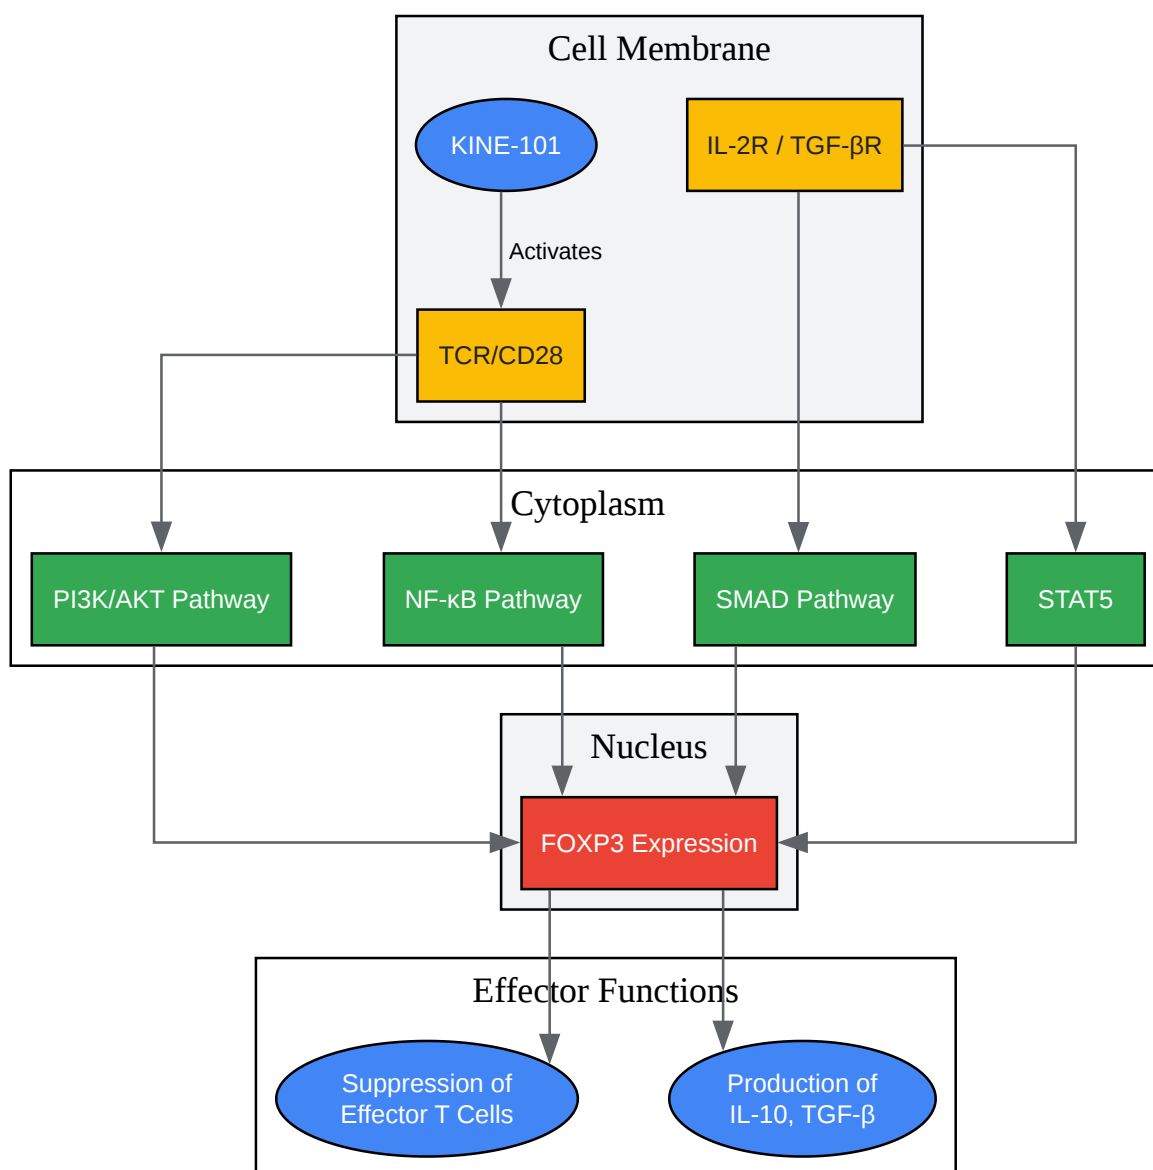 Cell Membrane
KINE-101
IL-2R / TGF-βR
Activates
TCR/CD28
Cytoplasm
PI3K/AKT Pathway
NF-κB Pathway
SMAD Pathway
STAT5
Nucleus
FOXP3 Expression
Effector Functions
Suppression of
Effector T Cells
Production of
IL-10, TGF-β